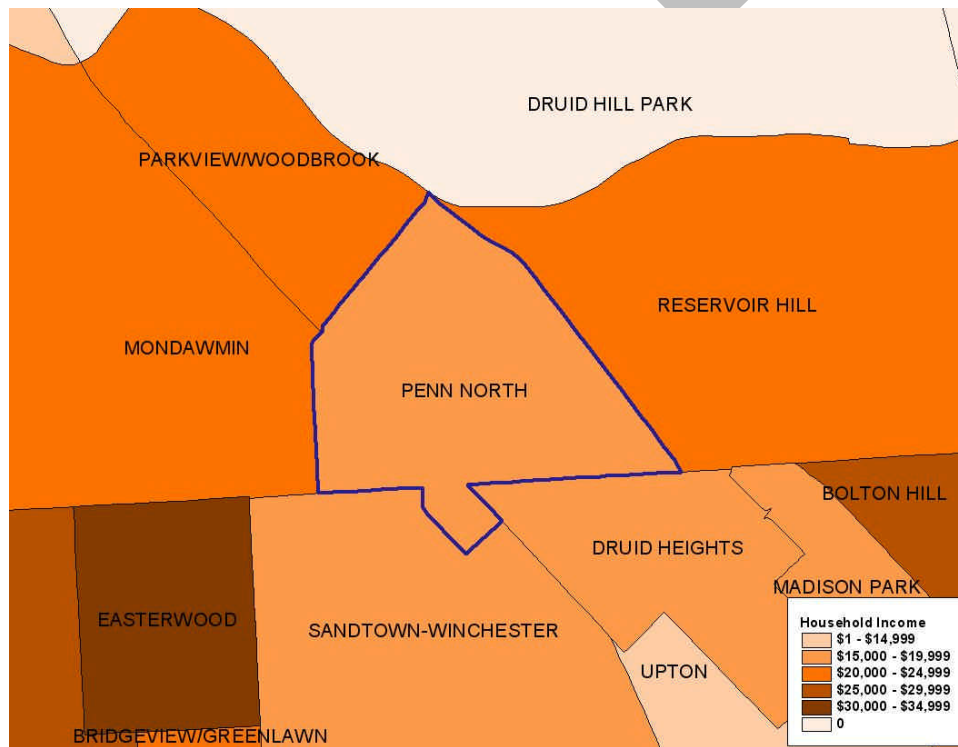 DRUID HILL PARK
PARKVIEW/WOODBROOK
RESERVOIR HILL
MONDAWMIN
PENN NORTH
BOLTON HILL
DRUID HEIGHTS
MADISON PARK
EASTERWOOD
SANDTOWN-WINCHESTER
UPTON
BRIDGEVIEW/GREENLAWN
Household Income
$1 - $14,999
$15,000 - $19,999
$20,000 - $24,999
$25,000 - $29,999
$30,000 - $34,999
0